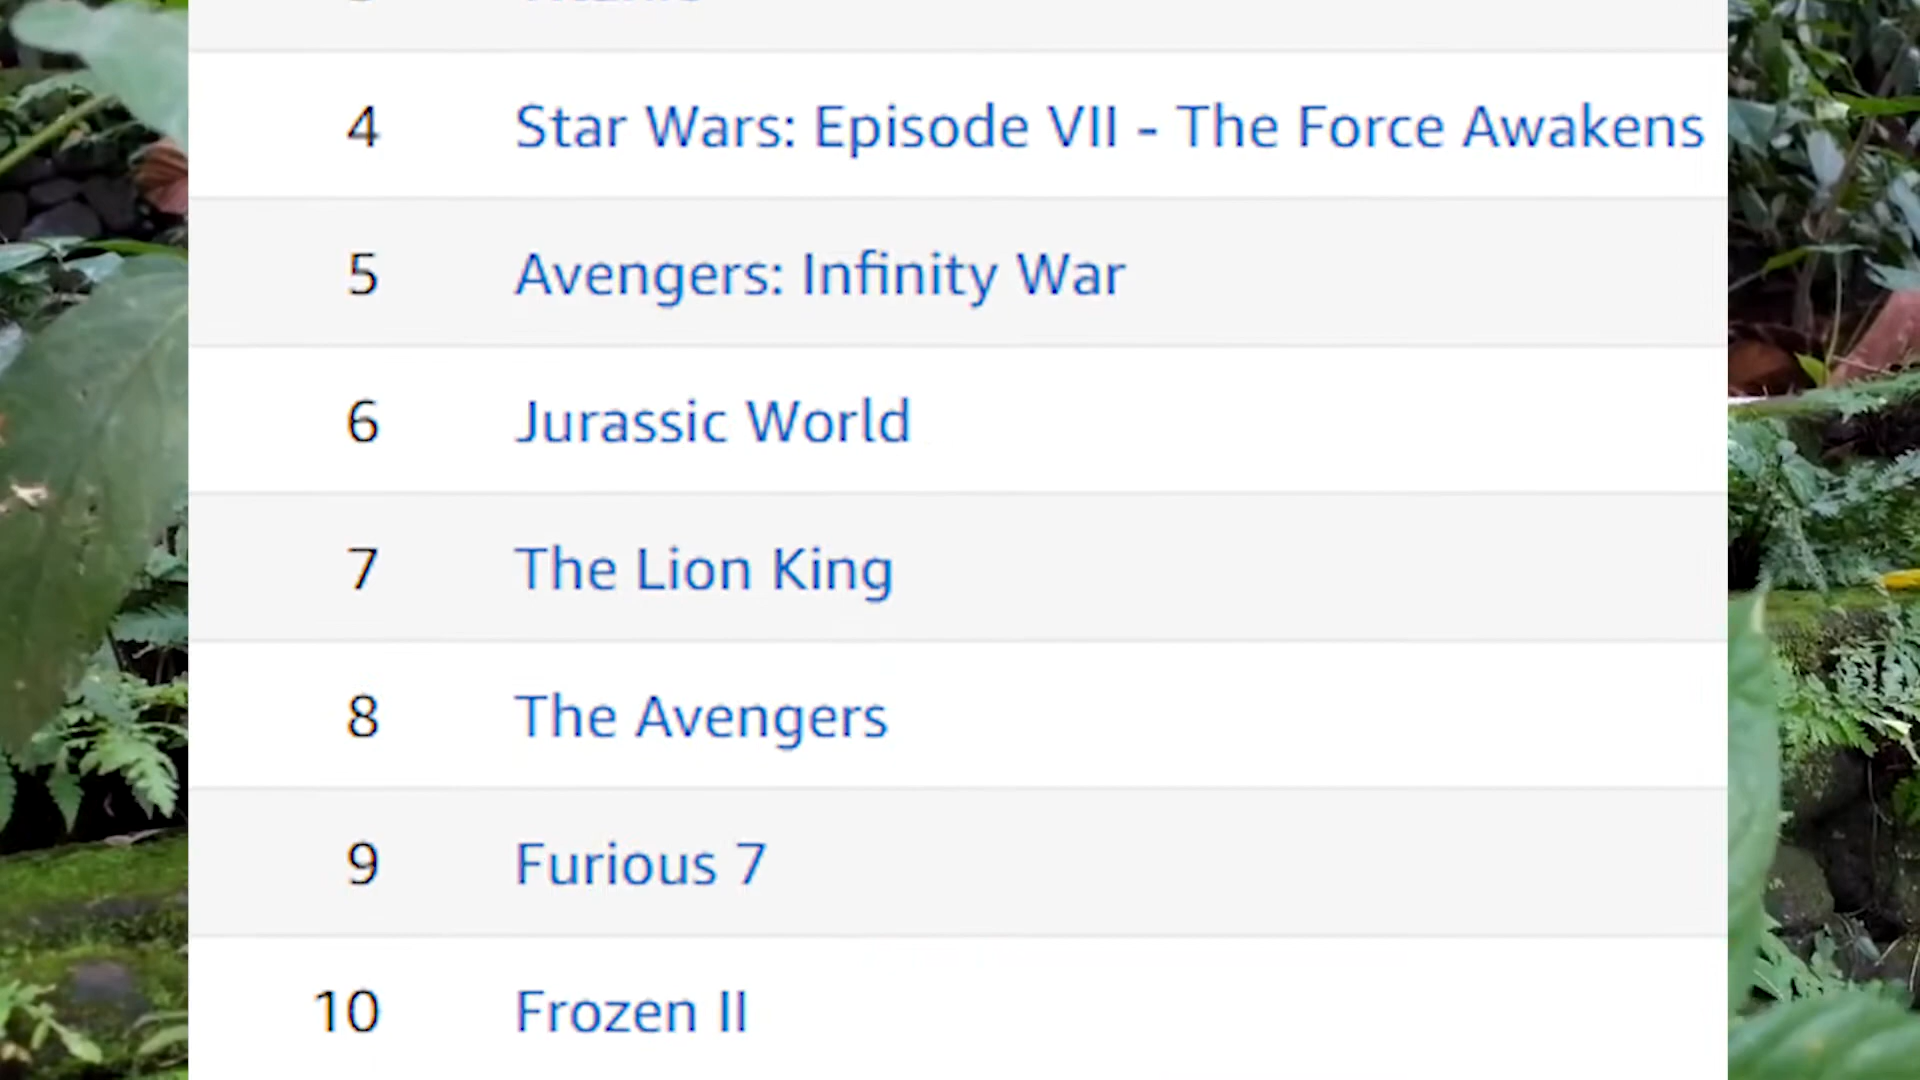 4 Star Wars: Episode VII - The Force Awakens
5 Avengers: Infinity War
6 Jurassic World
7 The Lion King
8 The Avengers
9 Furious 7
10 Frozen II